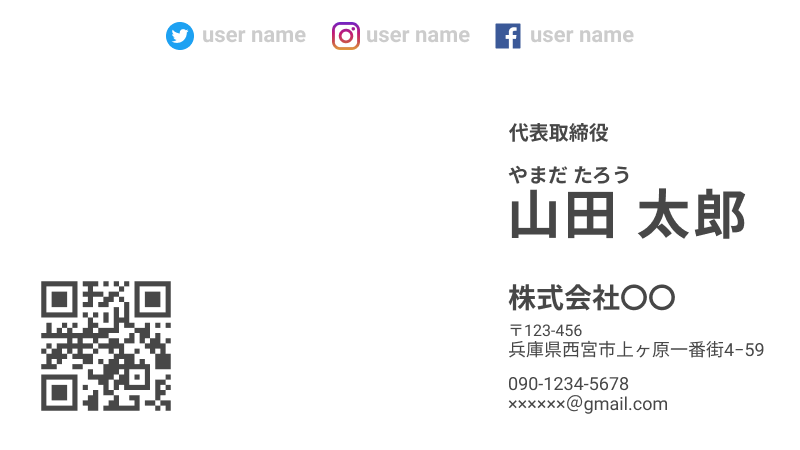 user name user name user name
代表取締役
やまだ たろう
山田 太郎
株式会社〇〇
〒123-456
兵庫県西宮市上ヶ原一番街4−59
090-1234-5678
××××××@gmail.com